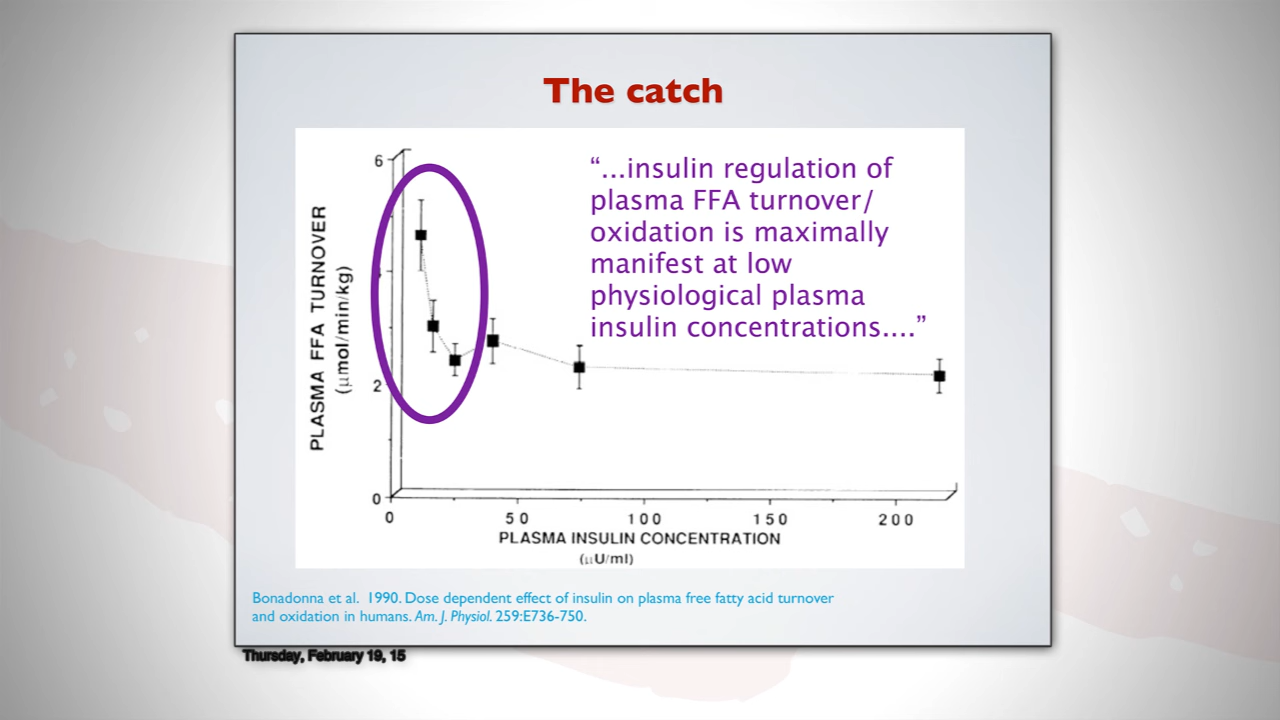 The catch
6
“...insulin regulation of
plasma FFA turnover/
oxidation is maximally
manifest at low
physiological plasma
insulin concentrations....”
PLASMA FFA TURNOVER
(μmol/min/kg)
2
0
0 50 100 150 200
PLASMA INSULIN CONCENTRATION
(μU/ml)
Bonadonna et al. 1990. Dose dependent effect of insulin on plasma free fatty acid turnover
and oxidation in humans. Am. J. Physiol. 259:E736-750.
Thursday, February 19, 15